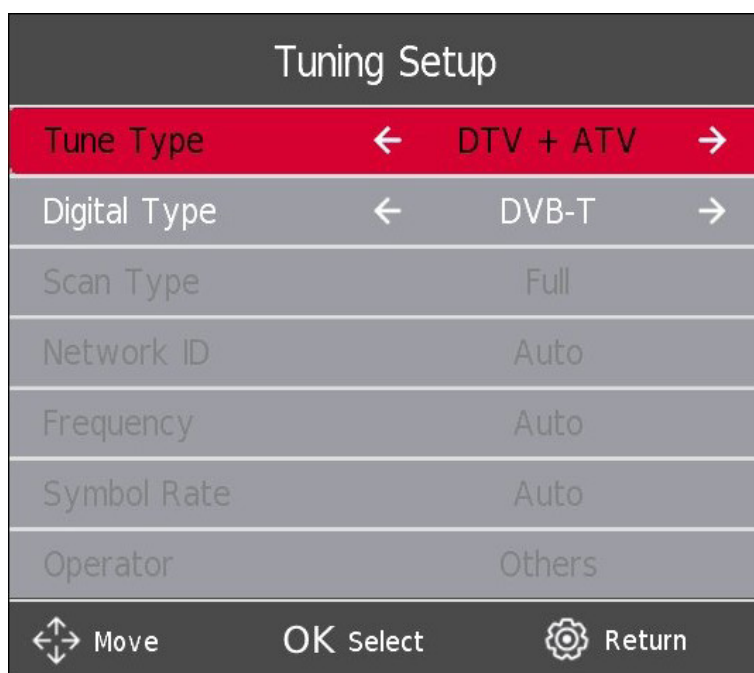 Tuning Setup
Tune Type ← DTV + ATV →
Digital Type ← DVB-T →
Scan Type Full
Network ID Auto
Frequency Auto
Symbol Rate Auto
Operator Others
Move OK Select Return